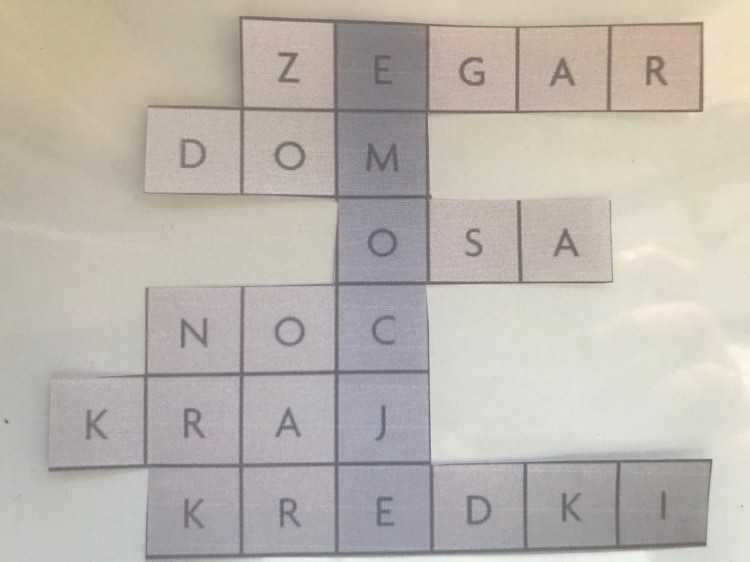 ZEGAR
DOM
OSA
NOC
KRAJ
KREDKI